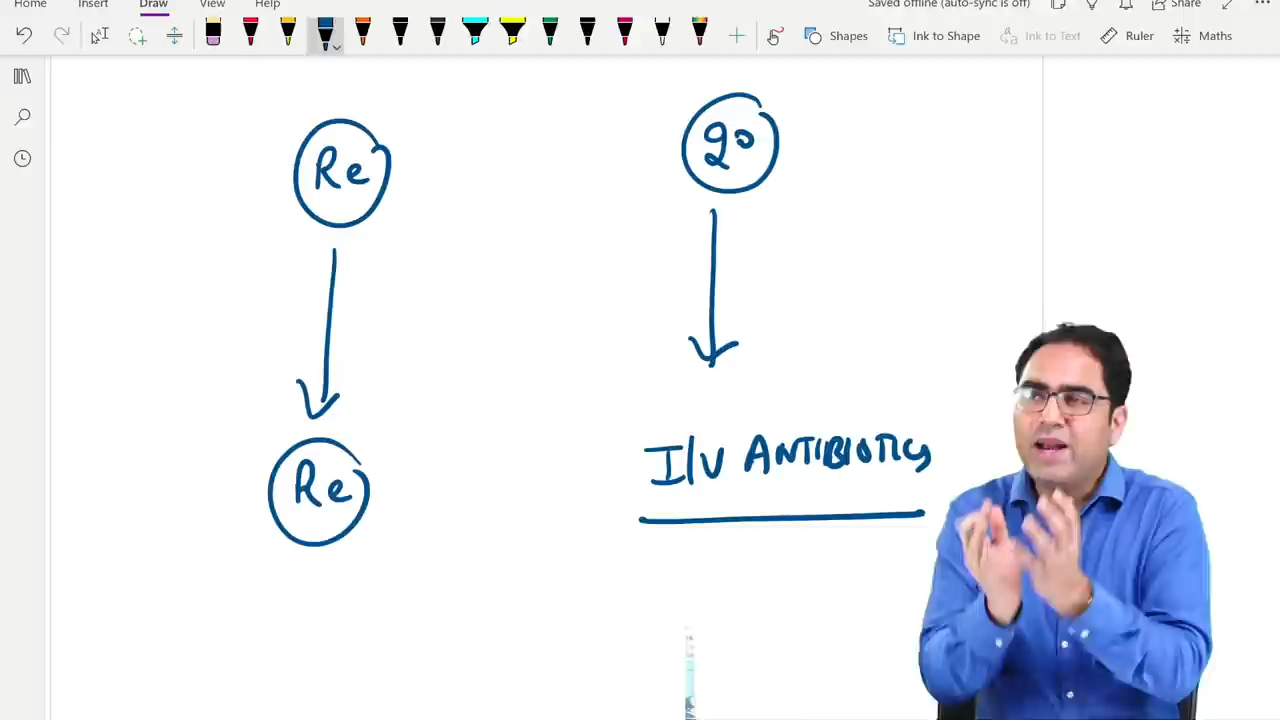 Home Insert Draw View Help Saved offline (auto-sync is off) Share
Shapes Ink to Shape Ink to Text Ruler Maths
Re
Re
I/V ANTIBIOTICS